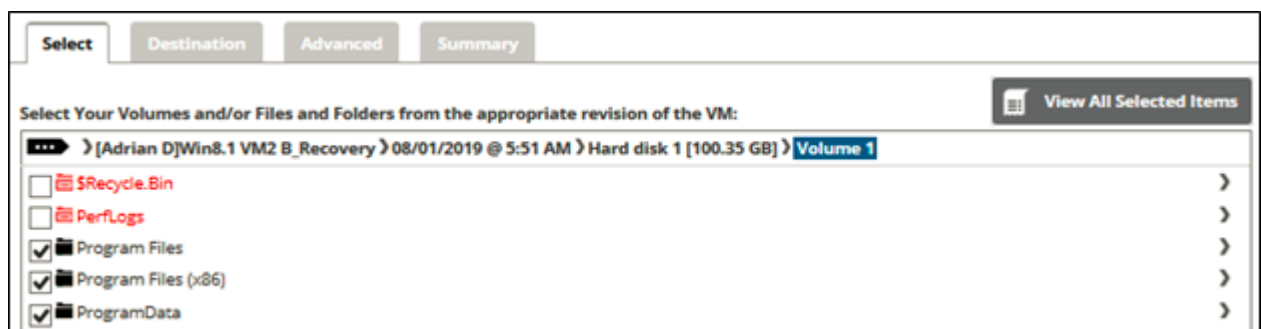 Select Destination Advanced Summary
View All Selected Items
Select Your Volumes and/or Files and Folders from the appropriate revision of the VM:
[Adrian D]Win8.1 VM2 B_Recovery 08/01/2019 @ 5:51 AM Hard disk 1 [100.35 GB] Volume 1
$Recycle.Bin
PerfLogs
Program Files
Program Files (x86)
ProgramData